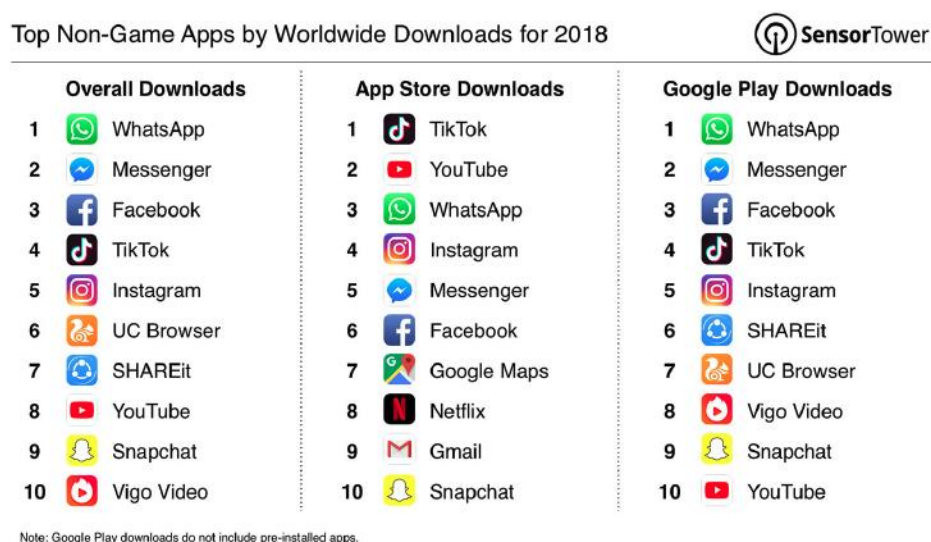 Top Non-Game Apps by Worldwide Downloads for 2018
SensorTower
Overall Downloads
1 WhatsApp
2 Messenger
3 Facebook
4 TikTok
5 Instagram
6 UC Browser
7 SHAREit
8 YouTube
9 Snapchat
10 Vigo Video
App Store Downloads
1 TikTok
2 YouTube
3 WhatsApp
4 Instagram
5 Messenger
6 Facebook
7 Google Maps
8 Netflix
9 Gmail
10 Snapchat
Google Play Downloads
1 WhatsApp
2 Messenger
3 Facebook
4 TikTok
5 Instagram
6 SHAREit
7 UC Browser
8 Vigo Video
9 Snapchat
10 YouTube
Note: Google Play downloads do not include pre-installed apps.